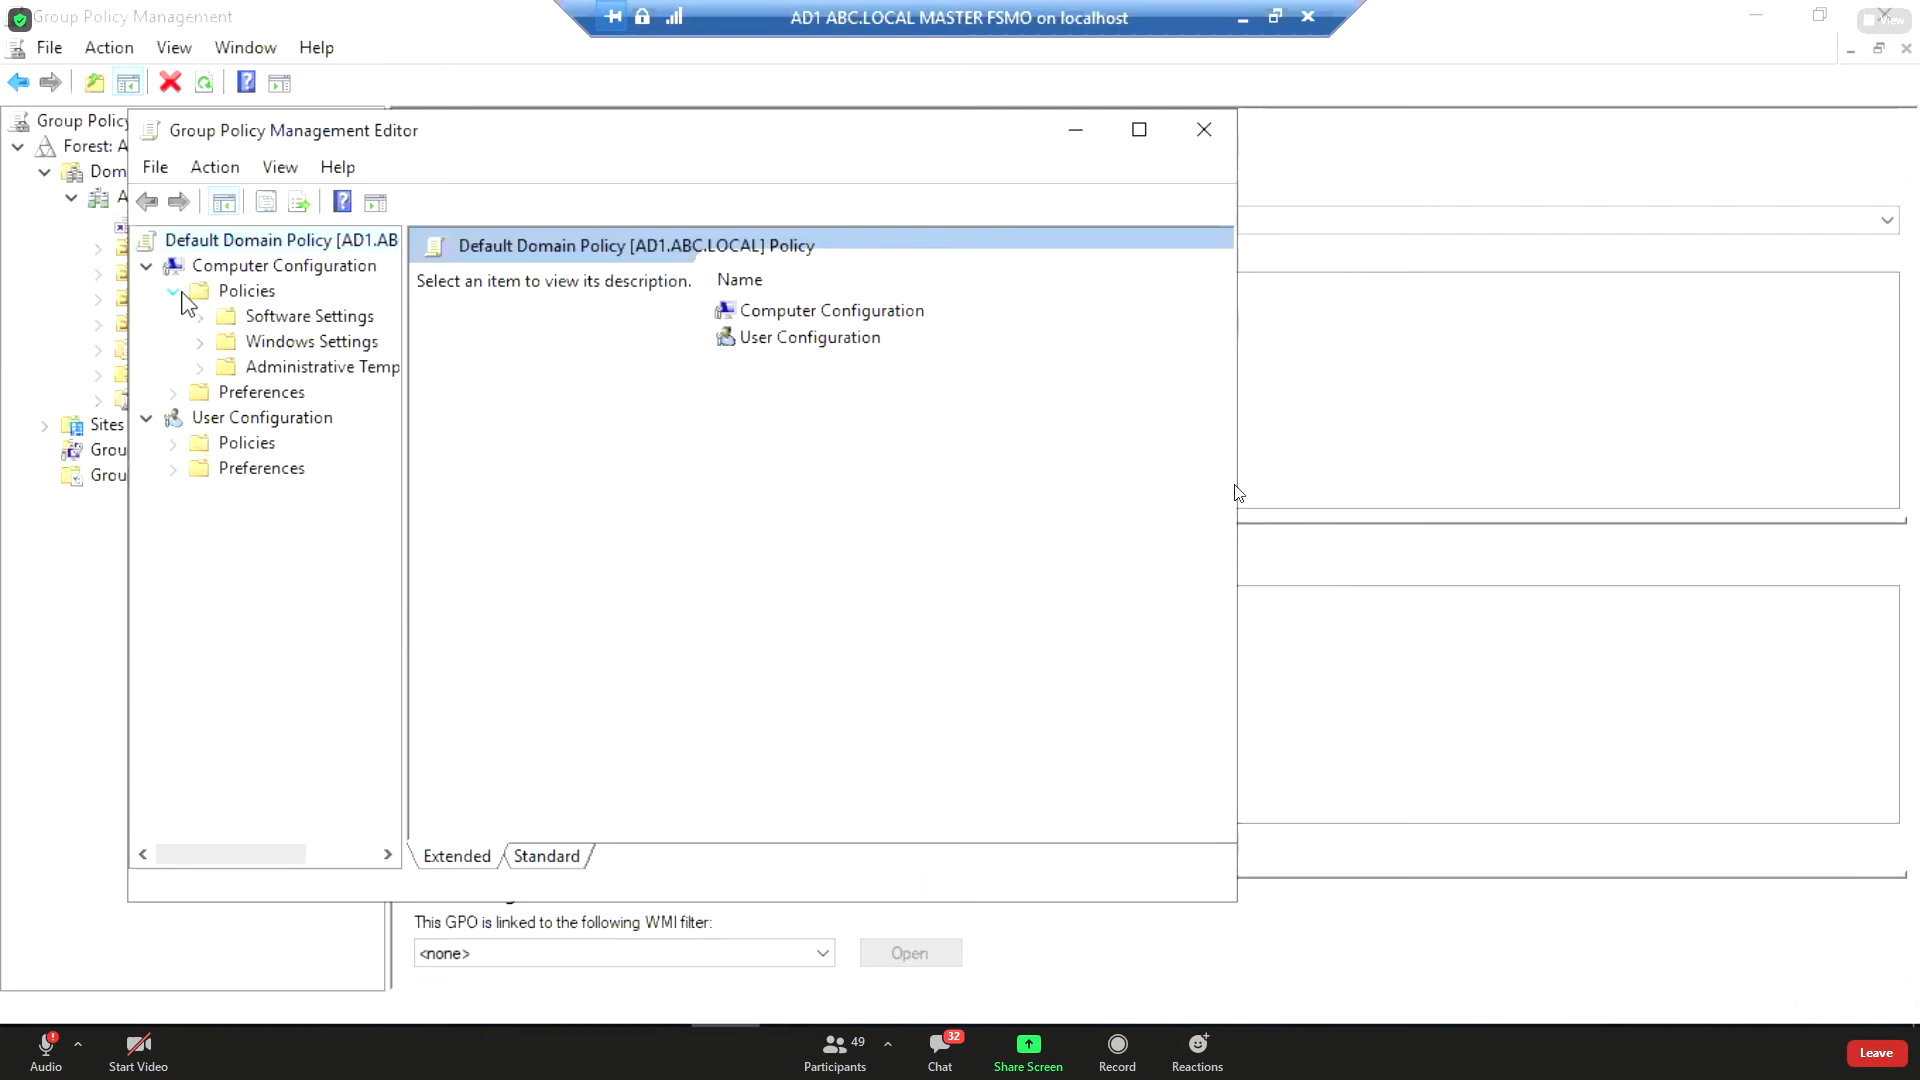 Group Policy Management
AD1 ABC.LOCAL MASTER FSMO on localhost
View
File Action View Window Help
Group Policy
Forest: A
Dom
A
Sites
Grou
Grou
Group Policy Management Editor
File Action View Help
Default Domain Policy [AD1.AB
Computer Configuration
Policies
Software Settings
Windows Settings
Administrative Temp
Preferences
User Configuration
Policies
Preferences
Default Domain Policy [AD1.ABC.LOCAL] Policy
Select an item to view its description.
Name
Computer Configuration
User Configuration
Extended Standard
This GPO is linked to the following WMI filter:
<none>
Open
Audio
Start Video
49
Participants
32
Chat
Share Screen
Record
Reactions
Leave